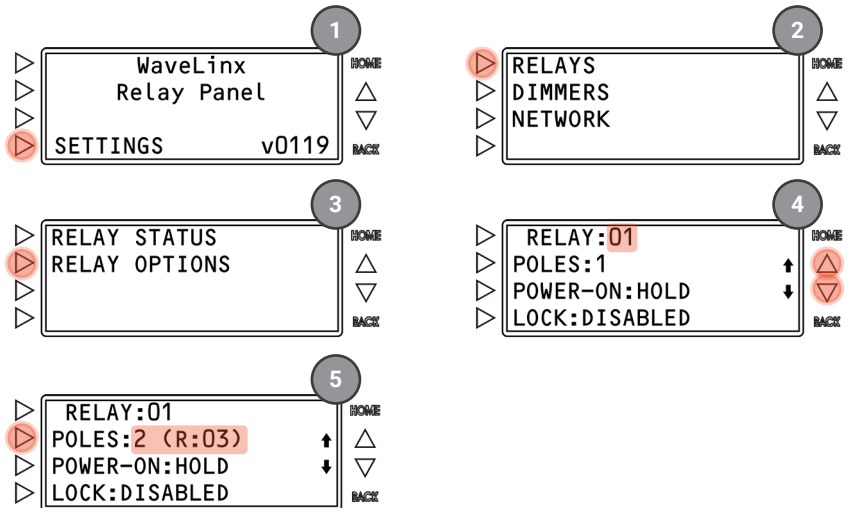 1
WaveLinx
HOME
Relay Panel
SETTINGS v0119
BACK
2
RELAYS
HOME
DIMMERS
NETWORK
BACK
3
RELAY STATUS
HOME
RELAY OPTIONS
BACK
4
RELAY:01
HOME
POLES:1
POWER-ON:HOLD
LOCK:DISABLED
BACK
5
RELAY:01
HOME
POLES:2 (R:03)
POWER-ON:HOLD
LOCK:DISABLED
BACK